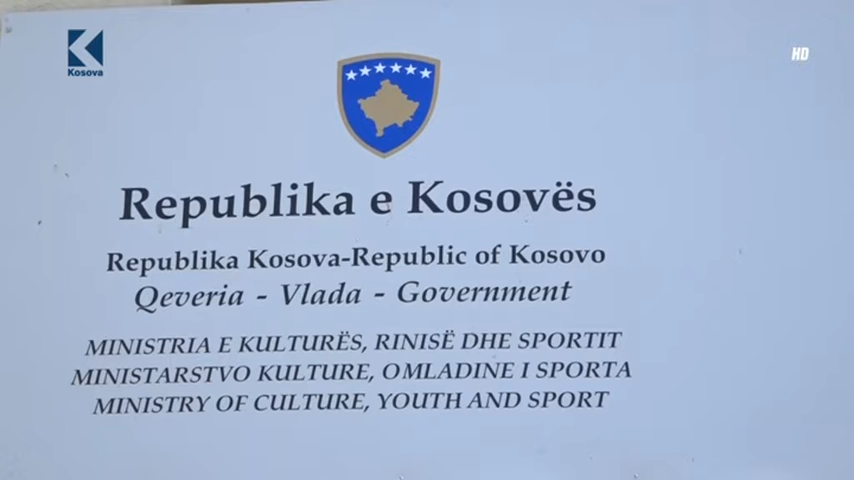 Kosova
HD
Republika e Kosovës
Republika Kosova-Republic of Kosovo
Qeveria - Vlada - Government
MINISTRIA E KULTURËS, RINISË DHE SPORTIT
MINISTARSTVO KULTURE, OMLADINE I SPORTA
MINISTRY OF CULTURE, YOUTH AND SPORT